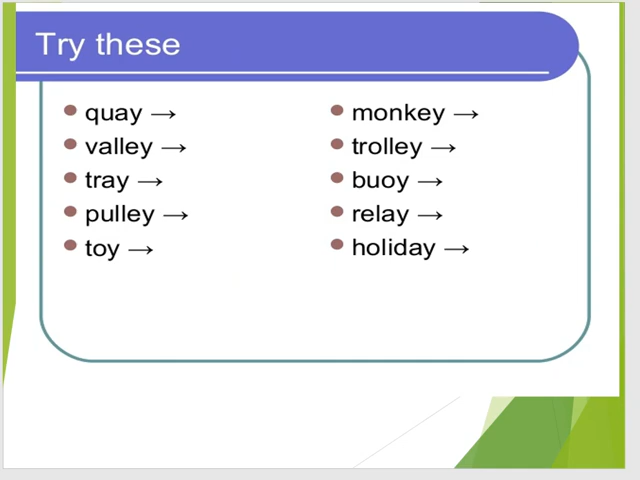 Try these
quay →
valley →
tray →
pulley →
toy →
monkey →
trolley →
buoy →
relay →
holiday →